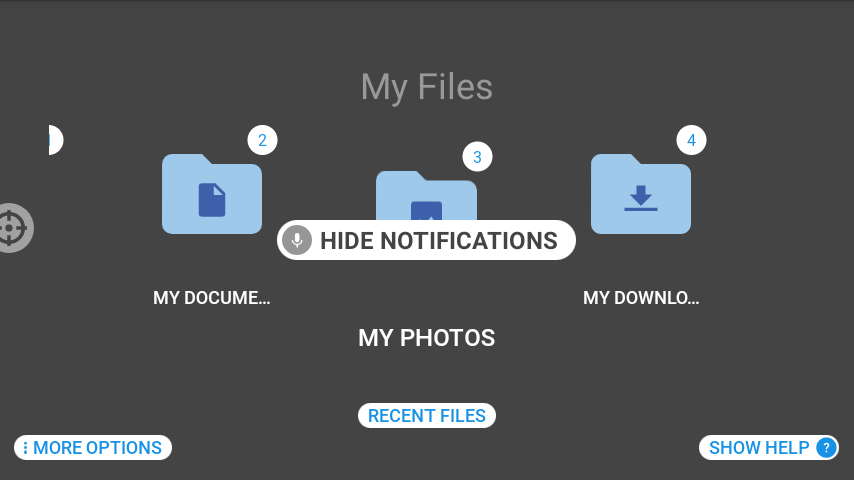 My Files
2
3
4
HIDE NOTIFICATIONS
MY DOCUME...
MY DOWNLO...
MY PHOTOS
RECENT FILES
MORE OPTIONS
SHOW HELP ?